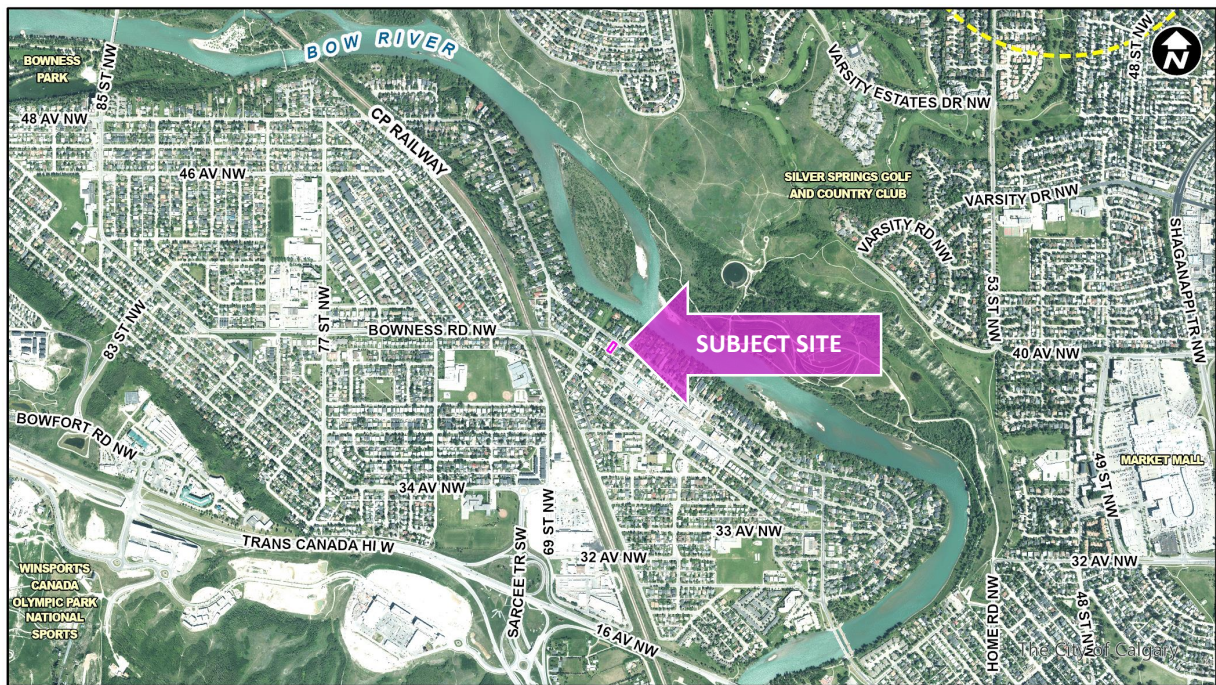 BOW RIVER
BOWNESS
PARK
85 ST NW
48 AV NW
CP RAILWAY
46 AV NW
VARSITY ESTATES DR NW
48 ST NW
N
SILVER SPRINGS GOLF
AND COUNTRY CLUB
VARSITY DR NW
VARSITY RD NW
SHAGANAPPI TR NW
53 ST NW
83 ST NW
77 ST NW
BOWNESS RD NW
SUBJECT SITE
40 AV NW
BOWFORT RD NW
MARKET MALL
49 ST NW
34 AV NW
69 ST NW
33 AV NW
TRANS CANADA HI W
SARCEE TR SW
32 AV NW
32 AV NW
WINSPORT'S
CANADA
OLYMPIC PARK
NATIONAL
SPORTS
16 AV NW
HOME RD NW
48 ST NW
The City of Calgary